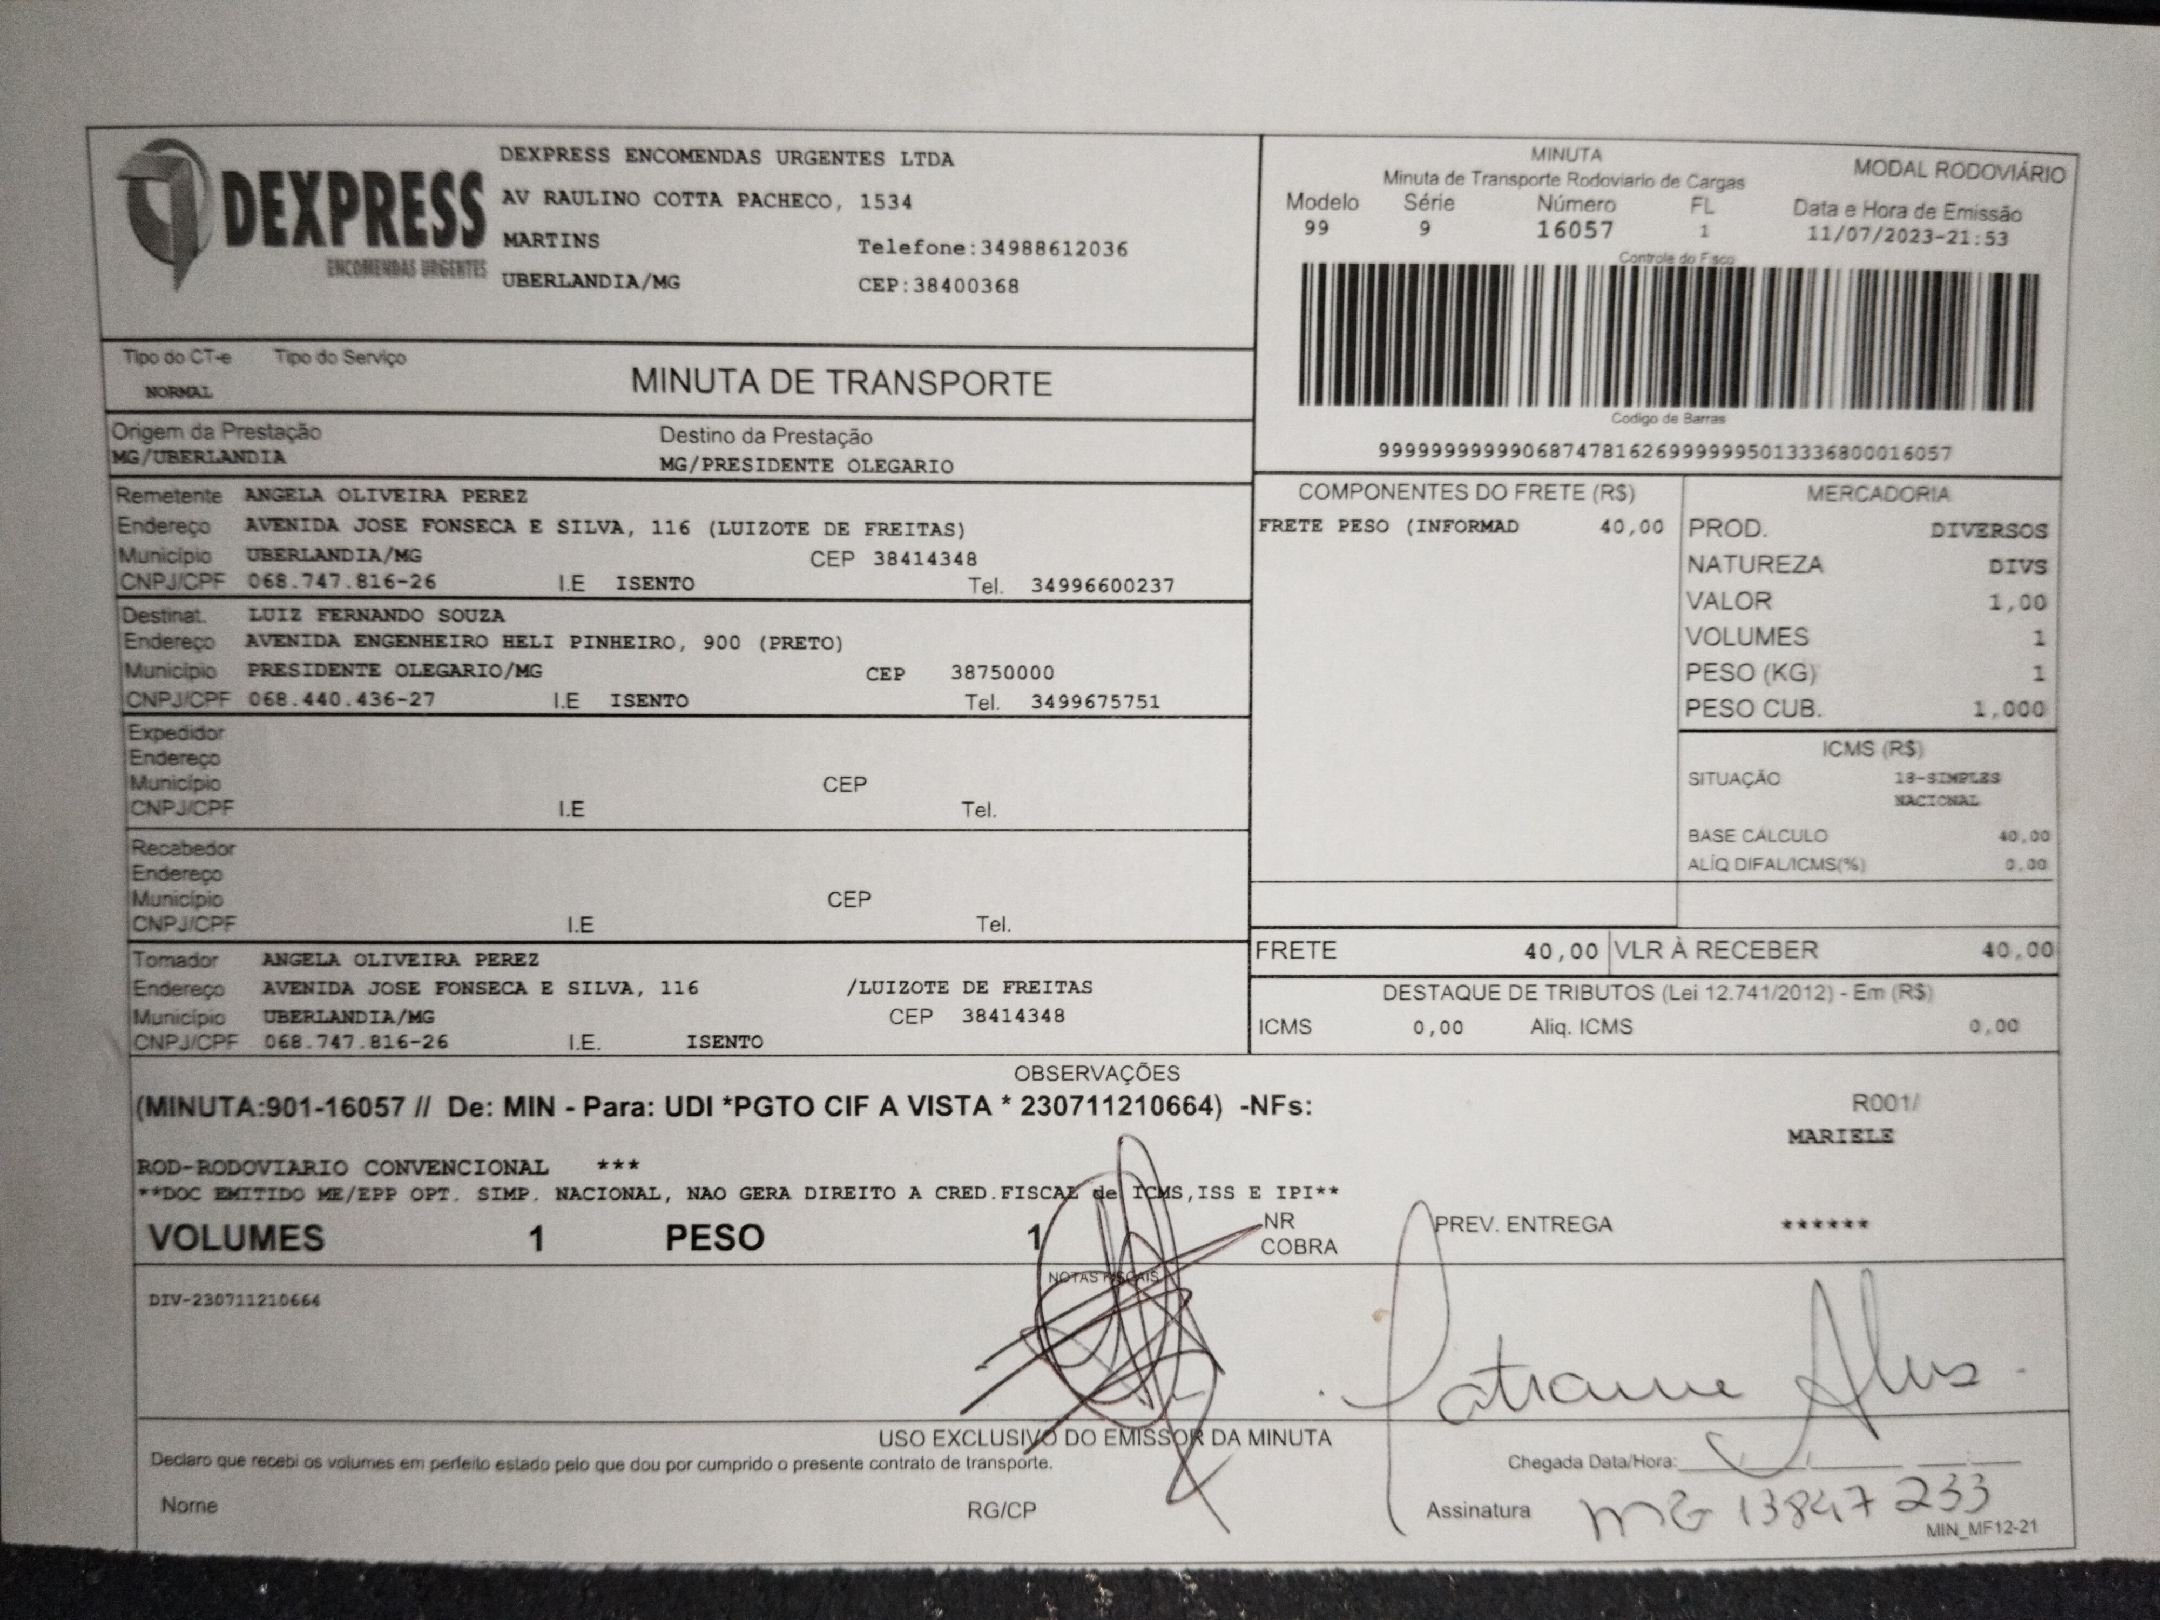 DEXPRESS
ENCOMENDAS URGENTES
DEXPRESS ENCOMENDAS URGENTES LTDA
AV RAULINO COTTA PACHECO, 1534
MARTINS Telefone:34988612036
UBERLANDIA/MG CEP:38400368
MINUTA
Minuta de Transporte Rodoviario de Cargas
MODAL RODOVIÁRIO
Modelo Série Número FL Data e Hora de Emissão
99 9 16057 1 11/07/2023-21:53
Controle do Fisco
Codigo de Barras
9999999999990687478162699999995013336800016057
Tipo do CT-e Tipo do Serviço
NORMAL
MINUTA DE TRANSPORTE
Origem da Prestação Destino da Prestação
MG/UBERLANDIA MG/PRESIDENTE OLEGARIO
Remetente ANGELA OLIVEIRA PEREZ
Endereço AVENIDA JOSE FONSECA E SILVA, 116 (LUIZOTE DE FREITAS)
Município UBERLANDIA/MG CEP 38414348
CNPJ/CPF 068.747.816-26 I.E ISENTO Tel. 34996600237
Destinat. LUIZ FERNANDO SOUZA
Endereço AVENIDA ENGENHEIRO HELI PINHEIRO, 900 (PRETO)
Município PRESIDENTE OLEGARIO/MG CEP 38750000
CNPJ/CPF 068.440.436-27 I.E ISENTO Tel. 3499675751
Expedidor
Endereço
Município CEP
CNPJ/CPF I.E Tel.
Recebedor
Endereço
Município CEP
CNPJ/CPF I.E Tel.
Tomador ANGELA OLIVEIRA PEREZ
Endereço AVENIDA JOSE FONSECA E SILVA, 116 /LUIZOTE DE FREITAS
Município UBERLANDIA/MG CEP 38414348
CNPJ/CPF 068.747.816-26 I.E. ISENTO
COMPONENTES DO FRETE (R$)
FRETE PESO (INFORMAD 40,00
MERCADORIA
PROD. DIVERSOS
NATUREZA DIVS
VALOR 1,00
VOLUMES 1
PESO (KG) 1
PESO CUB. 1,000
ICMS (R$)
SITUAÇÃO 18-SIMPLES
NACIONAL
BASE CALCULO 40,00
ALÍQ DIFAL/ICMS(%) 0,00
FRETE 40,00 VLR À RECEBER 40,00
DESTAQUE DE TRIBUTOS (Lei 12.741/2012) - Em (R$)
ICMS 0,00 Aliq. ICMS 0,00
OBSERVAÇÕES
(MINUTA:901-16057 // De: MIN - Para: UDI *PGTO CIF A VISTA * 230711210664) -NFs:
R001/
MARIELE
ROD-RODOVIARIO CONVENCIONAL ***
**DOC EMITIDO ME/EPP OPT. SIMP. NACIONAL, NAO GERA DIREITO A CRED.FISCAL de ICMS,ISS E IPI**
VOLUMES 1 PESO 1 NR
COBRA
PREV. ENTREGA ******
NOTAS FISCAIS
DIV-230711210664
USO EXCLUSIVO DO EMISSOR DA MINUTA
Declaro que recebi os volumes em perfeito estado pelo que dou por cumprido o presente contrato de transporte.
Chegada Data/Hora:___/___/___ ___:___
Nome RG/CP Assinatura MG 13847233
MIN_MF12-21